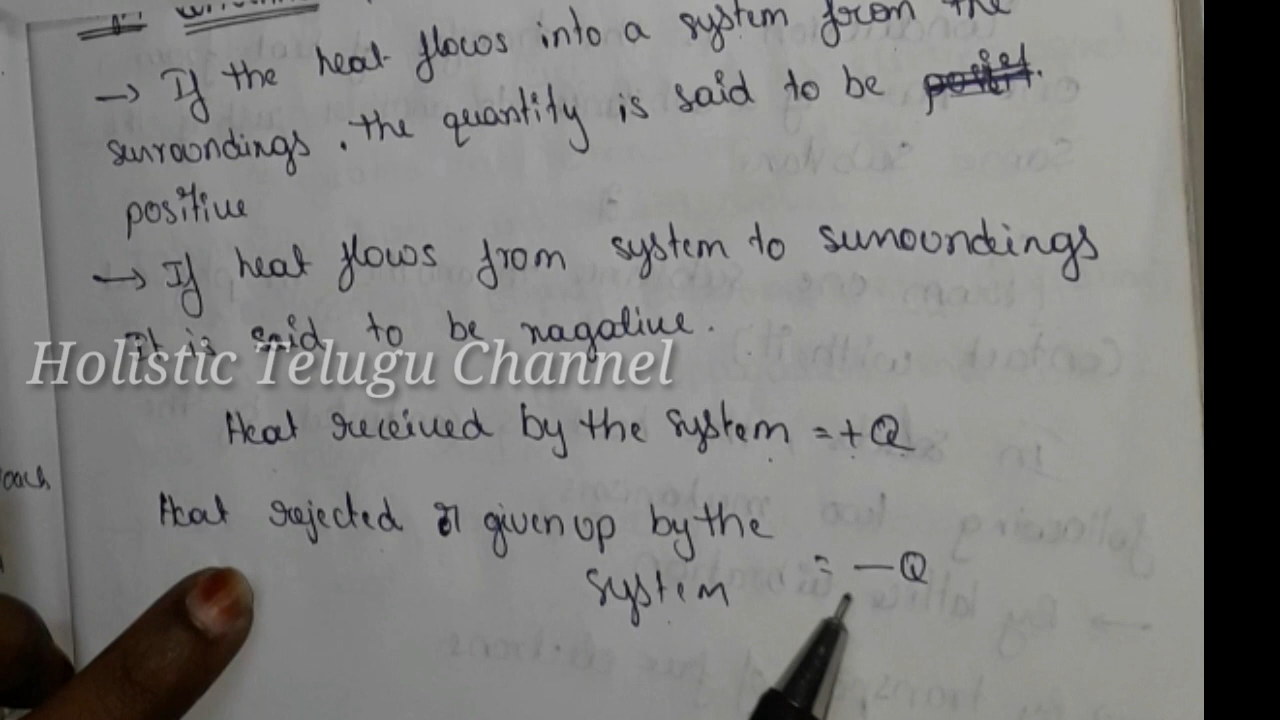 → If the heat flows into a system from the
surroundings . the quantity is said to be
positive
→ If heat flows from system to surroundings
It is said to be nagative.
Holistic Telugu Channel
Heat received by the system = + Q
Heat rejected or given up by the
system = — Q